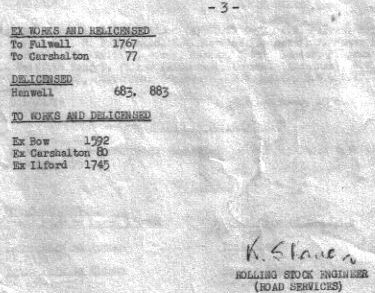 - 3 -
EX WORKS AND RELICENSED
To Fulwell 1767
To Carshalton 77
DELICENSED
Hanwell 683, 883
TO WORKS AND DELICENSED
Ex Bow 1592
Ex Carshalton 80
Ex Ilford 1745
K. S
ROLLING STOCK ENGINEER
(ROAD SERVICES)